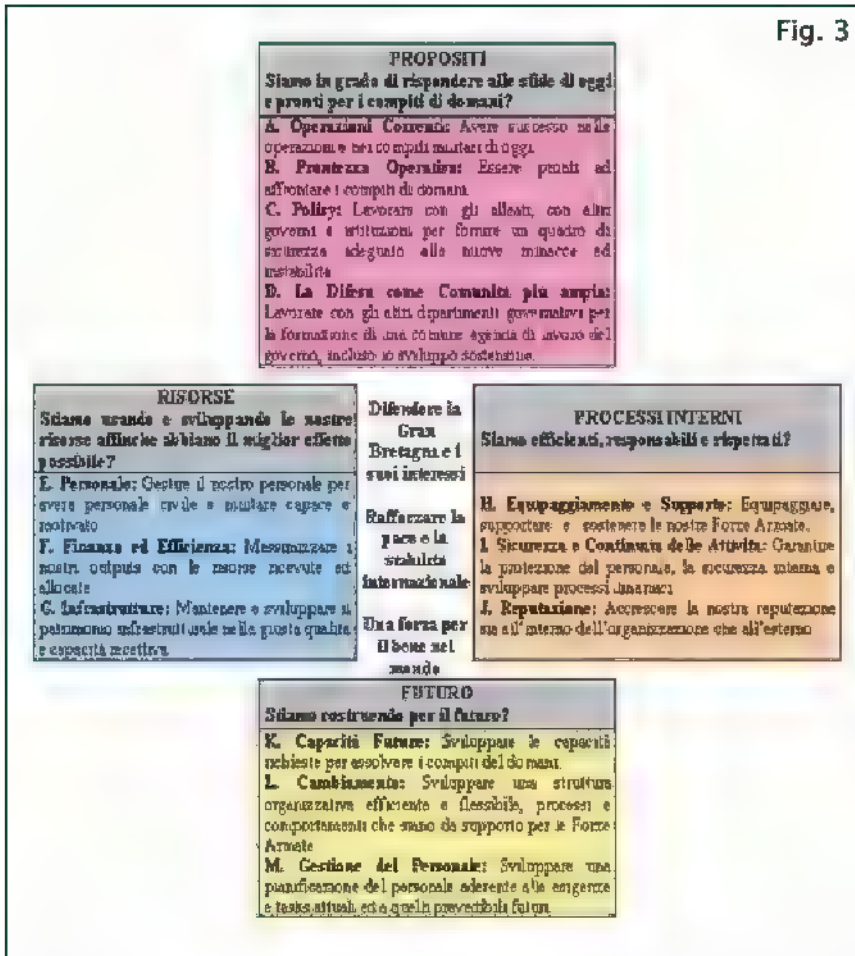 Fig. 3
PROPOSITI
Siamo in grado di rispondere alle sfide di oggi
e pronti per i compiti di domani?
A. Operazioni Correnti: Avere successo nelle
operazioni e nei compiti militari di oggi.
B. Prontezza Operativa: Essere pronti ad
affrontare i compiti di domani.
C. Policy: Lavorare con gli alleati, con altri
governi e istituzioni per fornire un quadro di
sicurezza adeguato alle nuove minacce ed
instabilità
D. La Difesa come Comunità più ampia:
Lavorare con gli altri dipartimenti governativi per
la formazione di una comune agenda di lavoro del
governo, incluso lo sviluppo sostenibile.
RISORSE
Stiamo usando e sviluppando le nostre
risorse affinche abbiano il miglior effetto
possibile?
E. Personale: Gestire il nostro personale per
avere personale civile e militare capace e
motivato
F. Finanza ed Efficienza: Massimizzare i
nostri outputs con le risorse ricevute ed
allocate
G. Infrastrutture: Mantenere e sviluppare il
patrimonio infrastrutturale nella giusta qualità
e capacità recettiva.
Difendere la
Gran
Bretagna e i
suoi interessi
Rafforzare la
pace e la
stabilità
internazionale
Una forza per
il bene nel
mondo
PROCESSI INTERNI
Siamo efficienti, responsabili e rispettati?
H. Equipaggiamento e Supporto: Equipaggiare,
supportare e sostenere le nostre Forze Armate.
I. Sicurezza e Continuità delle Attività: Garantire
la protezione del personale, la sicurezza interna e
sviluppare processi dinamici
J. Reputazione: Accrescere la nostra reputazione
sia all'interno dell'organizzazione che all'esterno
FUTURO
Stiamo costruendo per il futuro?
K. Capacità Future: Sviluppare le capacità
richieste per assolvere i compiti del domani.
L. Cambiamento: Sviluppare una struttura
organizzativa efficiente e flessibile, processi e
comportamenti che siano da supporto per le Forze
Armate
M. Gestione del Personale: Sviluppare una
pianificazione del personale aderente alle esigenze
e tasks attuali ed a quelli prevedibili futuri.